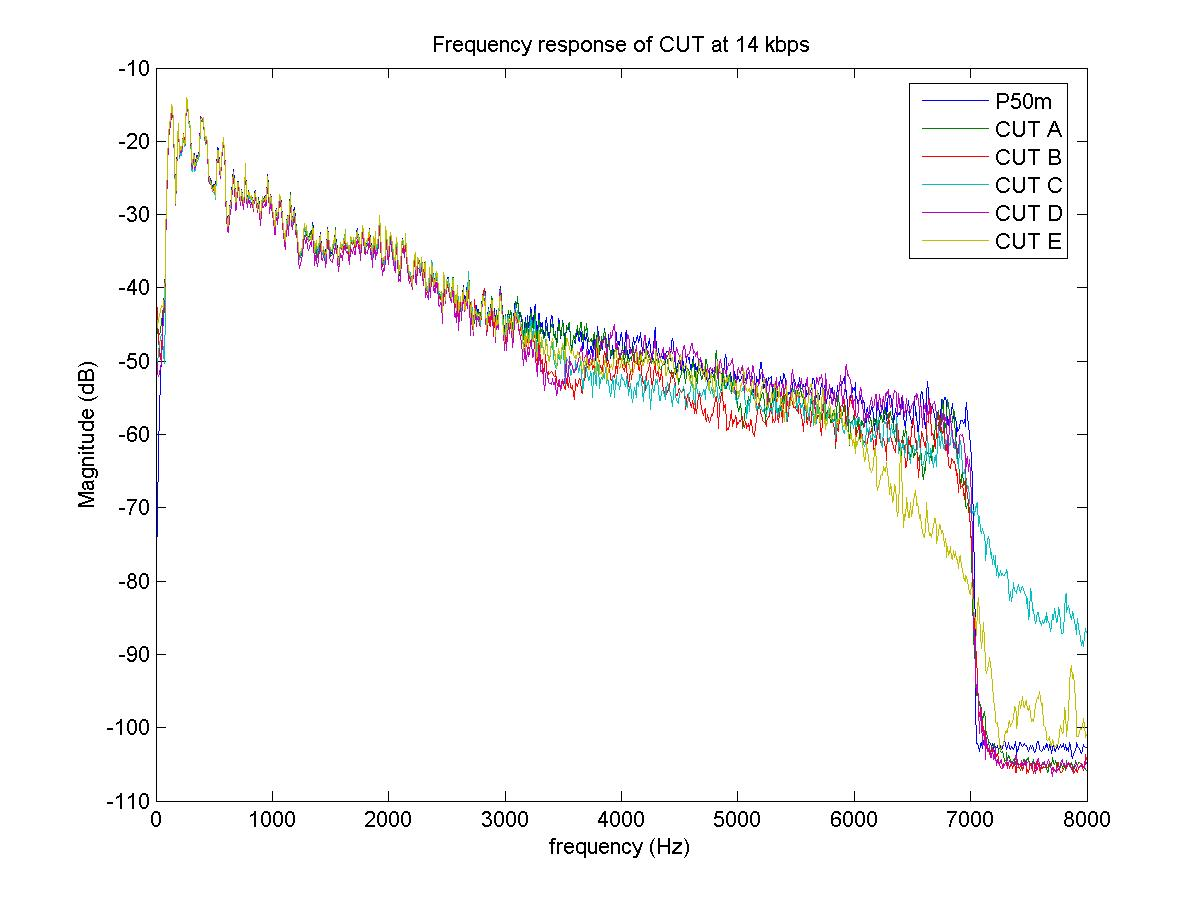 Frequency response of CUT at 14 kbps
-10
-20
-30
-40
-50
-60
-70
-80
-90
-100
-110
Magnitude (dB)
P50m
CUT A
CUT B
CUT C
CUT D
CUT E
0 1000 2000 3000 4000 5000 6000 7000 8000
frequency (Hz)